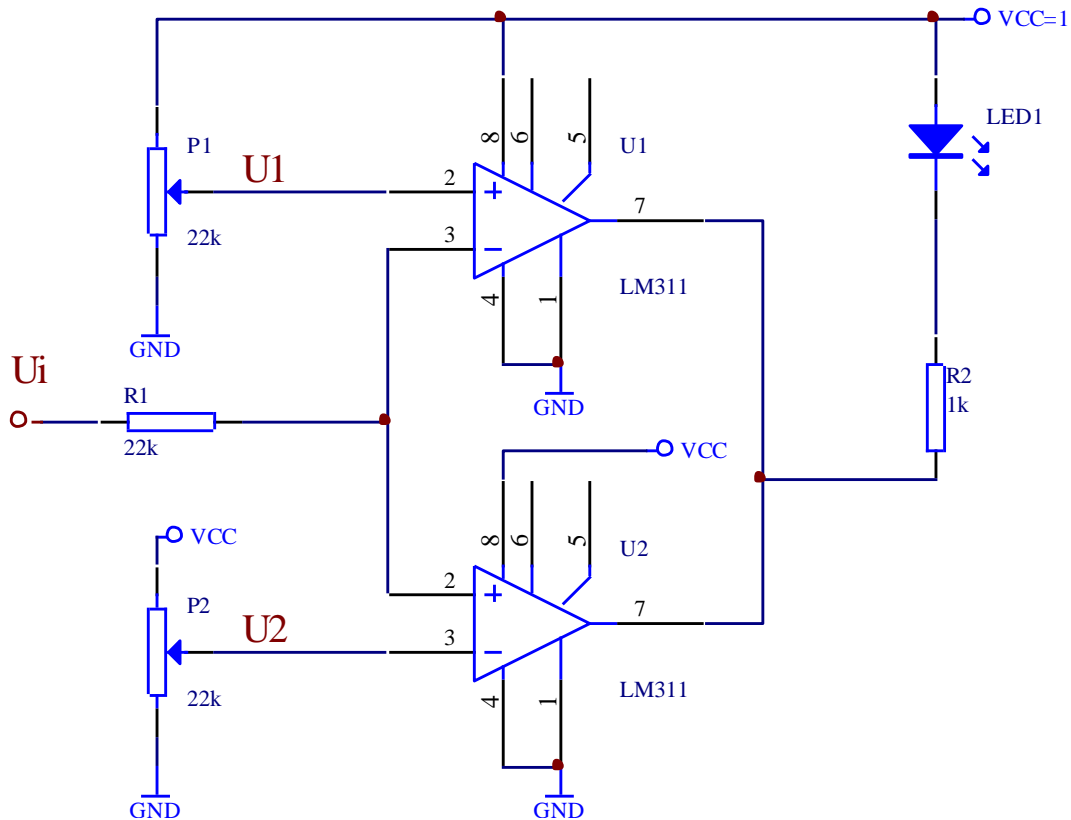 VCC=1
P1
U1
22k
GND
8
6
5
U1
2
+
3
−
7
4
1
LM311
GND
LED1
R2
1k
Ui
R1
22k
VCC
VCC
P2
U2
22k
GND
8
6
5
U2
2
+
3
−
7
4
1
LM311
GND